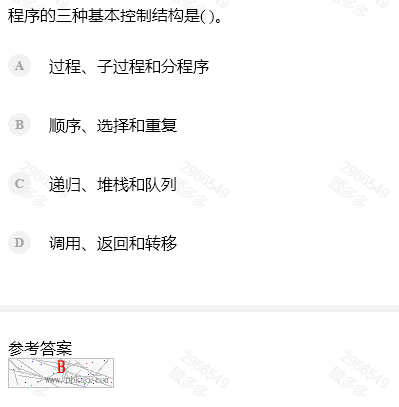 程序的三种基本控制结构是( )。
A 过程、子过程和分程序
B 顺序、选择和重复
C 递归、堆栈和队列
D 调用、返回和转移
参考答案
B